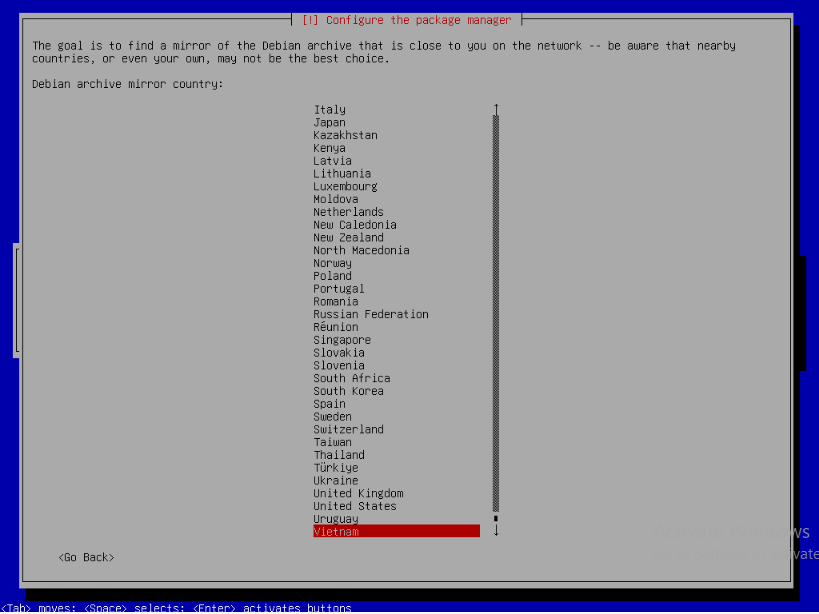 [!] Configure the package manager
The goal is to find a mirror of the Debian archive that is close to you on the network -- be aware that nearby
countries, or even your own, may not be the best choice.
Debian archive mirror country:
Italy
Japan
Kazakhstan
Kenya
Latvia
Lithuania
Luxembourg
Moldova
Netherlands
New Caledonia
New Zealand
North Macedonia
Norway
Poland
Portugal
Romania
Russian Federation
Réunion
Singapore
Slovakia
Slovenia
South Africa
South Korea
Spain
Sweden
Switzerland
Taiwan
Thailand
Türkiye
Ukraine
United Kingdom
United States
Uruguay
Vietnam
<Go Back>
<Tab> moves; <Space> selects; <Enter> activates buttons